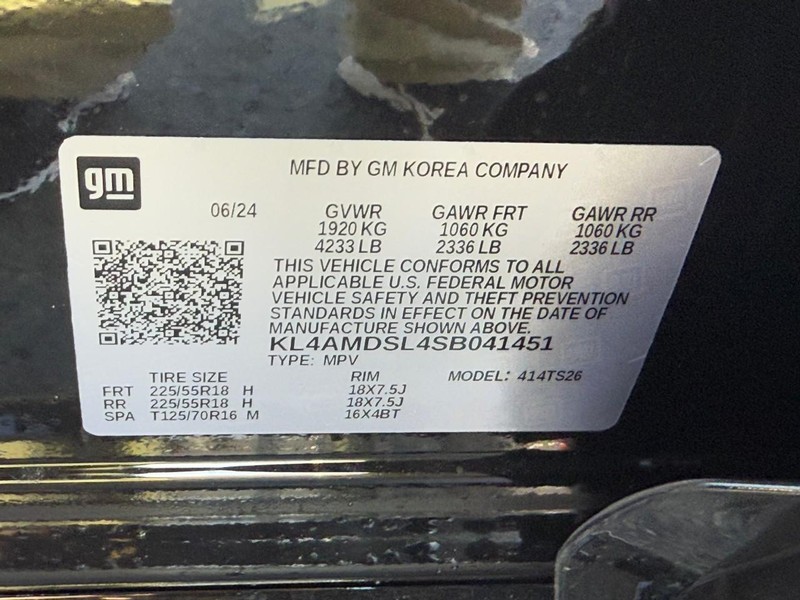 gm
MFD BY GM KOREA COMPANY
06/24 GVWR GAWR FRT GAWR RR
1920 KG 1060 KG 1060 KG
4233 LB 2336 LB 2336 LB
THIS VEHICLE CONFORMS TO ALL
APPLICABLE U.S. FEDERAL MOTOR
VEHICLE SAFETY AND THEFT PREVENTION
STANDARDS IN EFFECT ON THE DATE OF
MANUFACTURE SHOWN ABOVE.
KL4AMDSL4SB041451
TYPE: MPV
TIRE SIZE RIM MODEL: 414TS26
FRT 225/55R18 H 18X7.5J
RR 225/55R18 H 18X7.5J
SPA T125/70R16 M 16X4BT